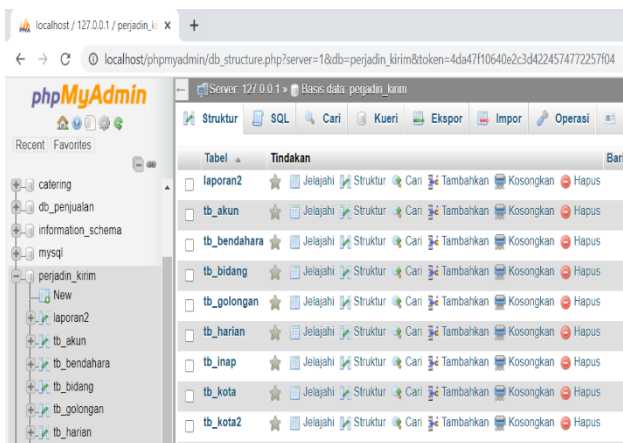 localhost / 127.0.0.1 / perjadin_k
localhost/phpmyadmin/db_structure.php?server=1&db=perjadin_kirim&token=4da47f10640e2c3d4224574772257f04
phpMyAdmin
Recent Favorites
catering
db_penjualan
information_schema
mysql
perjadin_kirim
New
laporan2
tb_akun
tb_bendahara
tb_bidang
tb_golongan
tb_harian
Server: 127.0.0.1 » Basis data: perjadin_kirim
Struktur SQL Cari Kueri Ekspor Impor Operasi
Tabel Tindakan Bari
laporan2 Jelajahi Struktur Cari Tambahkan Kosongkan Hapus
tb_akun Jelajahi Struktur Cari Tambahkan Kosongkan Hapus
tb_bendahara Jelajahi Struktur Cari Tambahkan Kosongkan Hapus
tb_bidang Jelajahi Struktur Cari Tambahkan Kosongkan Hapus
tb_golongan Jelajahi Struktur Cari Tambahkan Kosongkan Hapus
tb_harian Jelajahi Struktur Cari Tambahkan Kosongkan Hapus
tb_inap Jelajahi Struktur Cari Tambahkan Kosongkan Hapus
tb_kota Jelajahi Struktur Cari Tambahkan Kosongkan Hapus
tb_kota2 Jelajahi Struktur Cari Tambahkan Kosongkan Hapus